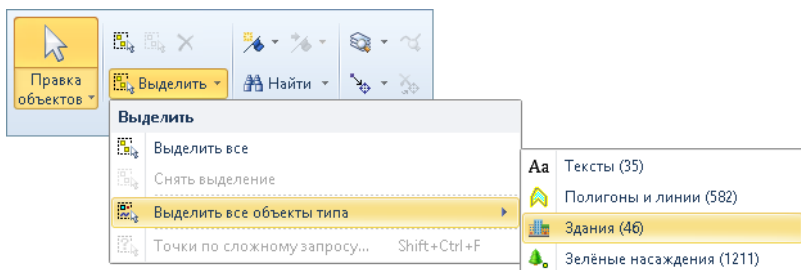 Правка
объектов
Выделить
Найти
Выделить
Выделить все
Снять выделение
Выделить все объекты типа
Точки по сложному запросу... Shift+Ctrl+F
Aa Тексты (35)
Полигоны и линии (582)
Здания (46)
Зелёные насаждения (1211)